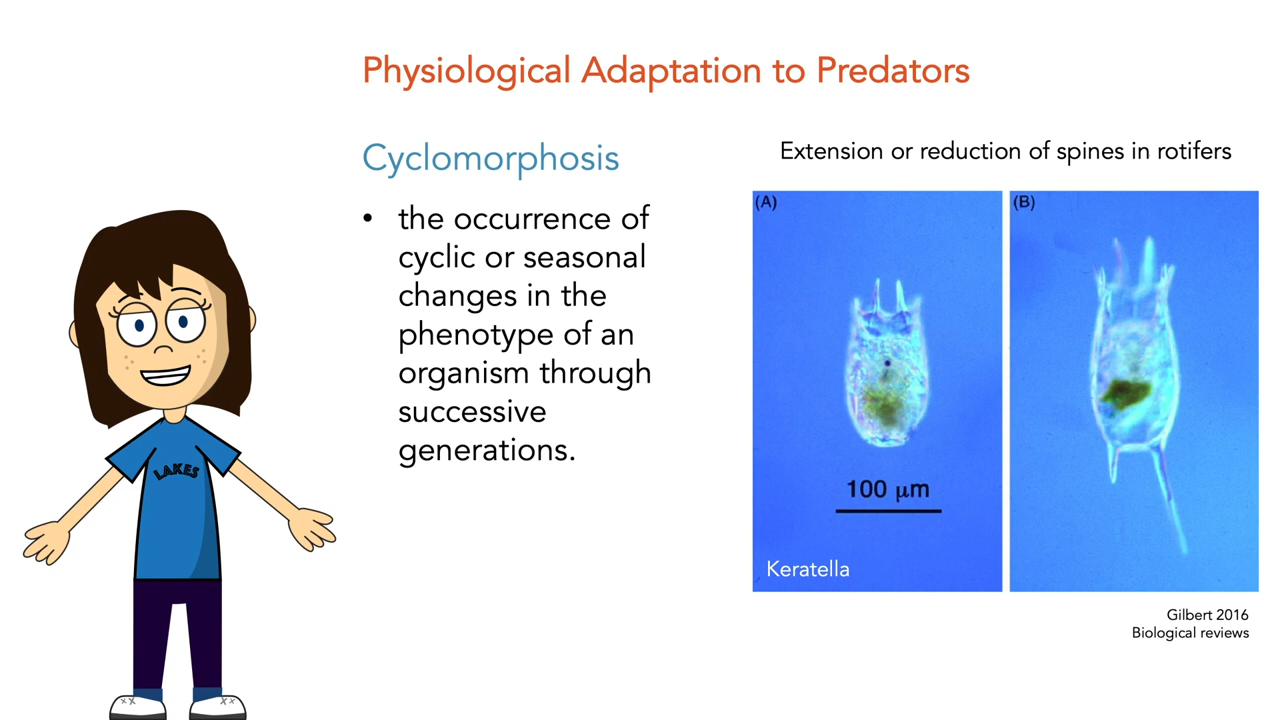 Physiological Adaptation to Predators
Cyclomorphosis
• the occurrence of
cyclic or seasonal
changes in the
phenotype of an
organism through
successive
generations.
Extension or reduction of spines in rotifers
(A)
(B)
100 µm
Keratella
Gilbert 2016
Biological reviews
LAKES